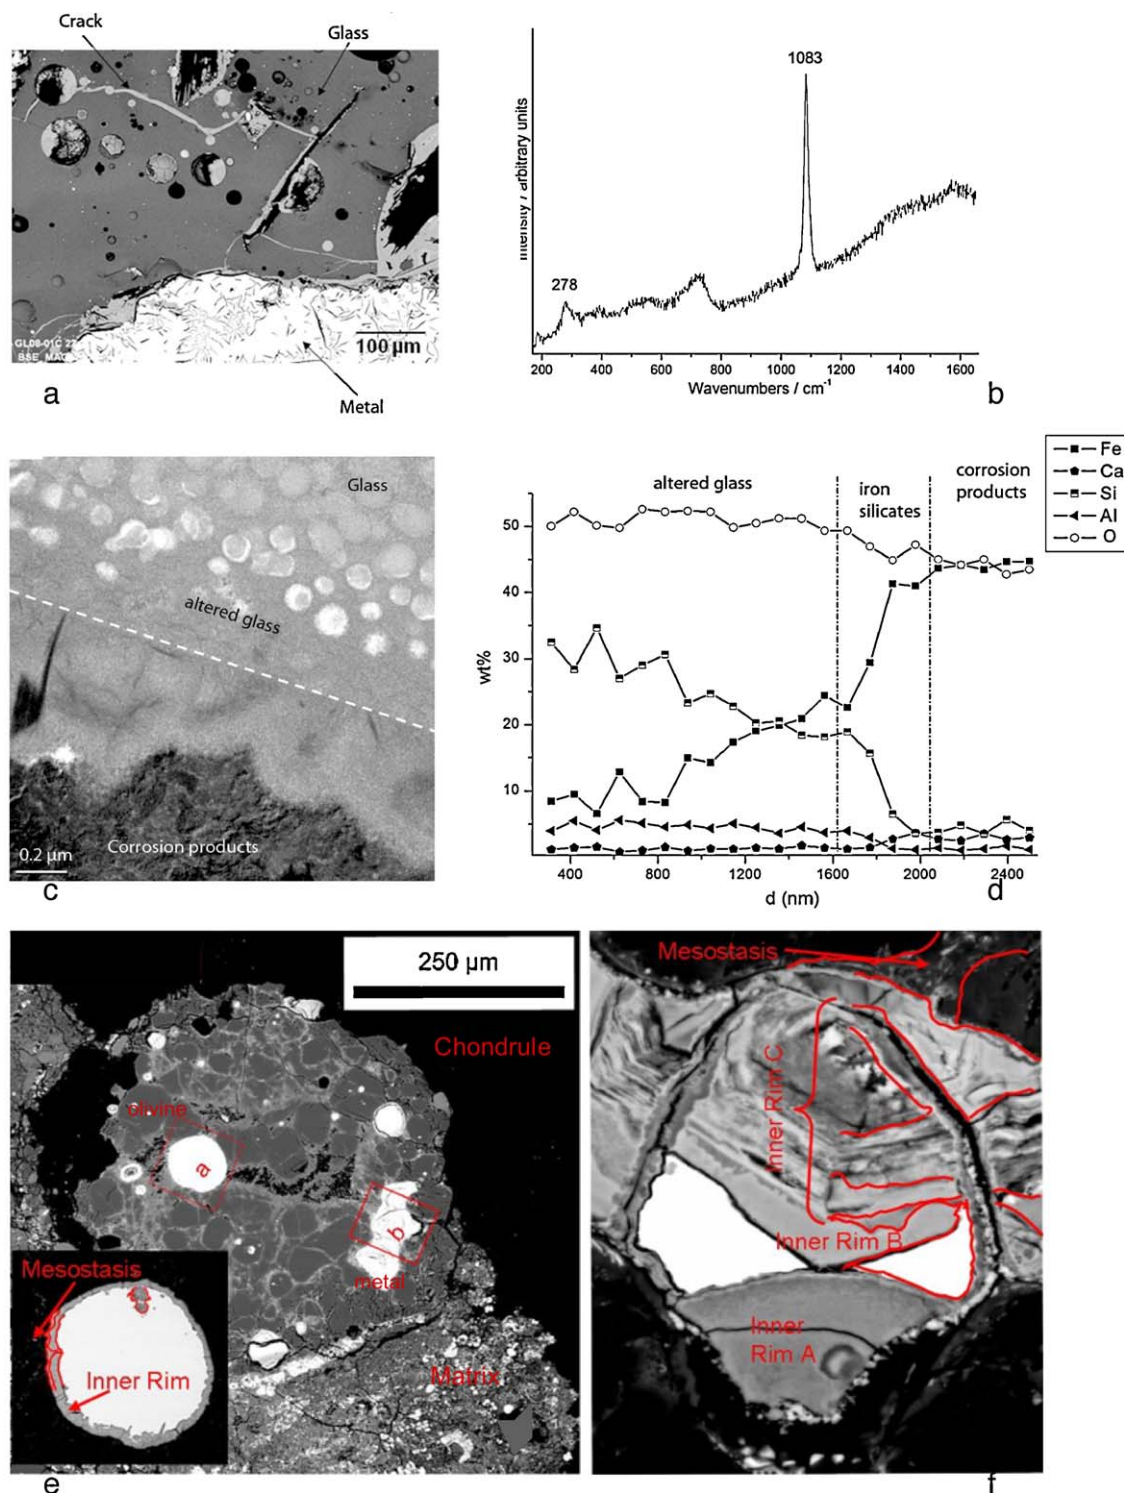 Crack
Glass
GL08-01C 22
BSE_MAG
100 µm
Metal
a
Intensity / arbitrary units
1083
278
200 400 600 800 1000 1200 1400 1600
Wavenumbers / cm-1
b
Glass
altered glass
Corrosion products
0.2 µm
c
altered glass
iron
silicates
corrosion
products
Fe
Ca
Si
Al
O
wt%
50
40
30
20
10
400 800 1200 1600 2000 2400
d (nm)
d
250 µm
Chondrule
olivine
a
b
metal
Mesostasis
Inner Rim
Matrix
e
Mesostasis
Inner Rim C
Inner Rim B
Inner
Rim A
f